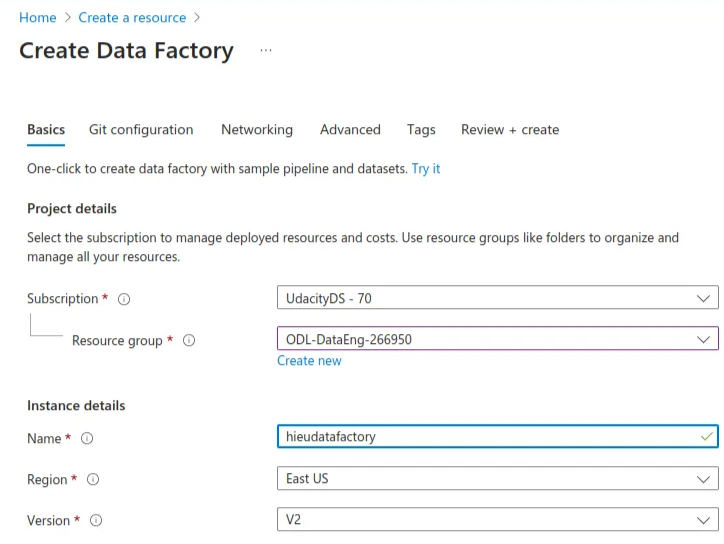 Home > Create a resource >
Create Data Factory ...
Basics Git configuration Networking Advanced Tags Review + create
One-click to create data factory with sample pipeline and datasets. Try it
Project details
Select the subscription to manage deployed resources and costs. Use resource groups like folders to organize and
manage all your resources.
Subscription * UdacityDS - 70
Resource group * ODL-DataEng-266950
Create new
Instance details
Name * hieudatafactory
Region * East US
Version * V2